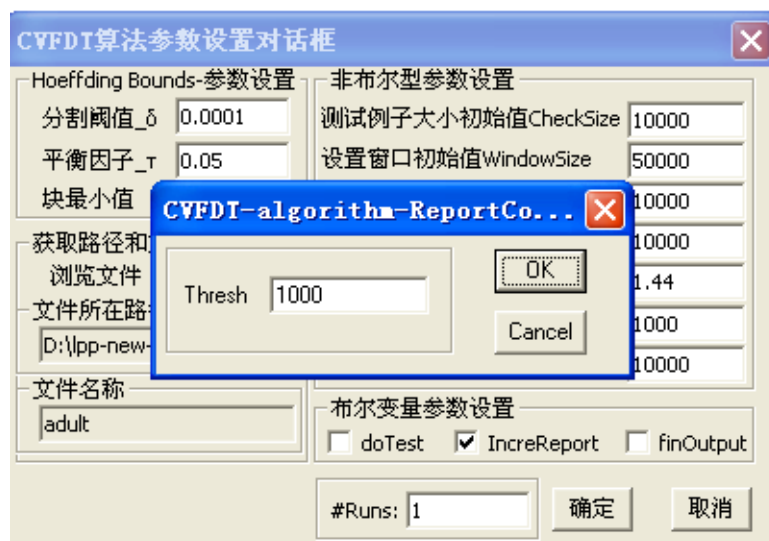 CVFDT算法参数设置对话框
Hoeffding Bounds-参数设置
分割阈值_δ 0.0001
平衡因子_τ 0.05
块最小值
获取路径和
浏览文件
文件所在路
D:\lpp-new-
文件名称
adult
非布尔型参数设置
测试例子大小初始值CheckSize 10000
设置窗口初始值WindowSize 50000
10000
10000
1.44
1000
10000
布尔变量参数设置
doTest IncreReport finOutput
#Runs: 1 确定 取消
CVFDT-algorithm-ReportCo...
Thresh 1000
OK
Cancel